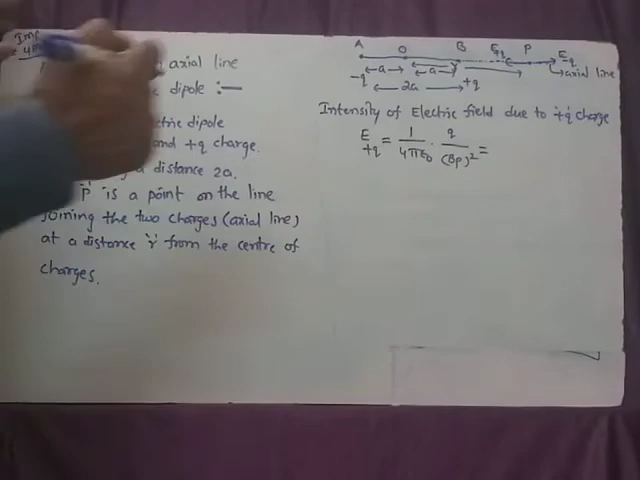 Imp
axial line
dipole :—
ctric dipole
and +q charge.
a distance 2a.
'P' is a point on the line
joining the two charges (axial line)
at a distance 'r' from the centre of
charges.
A O B P E-q
-q a a +q axial line
2a
Intensity of Electric field due to +q charge
E+q = 1/4πε0 . q/(BP)² =